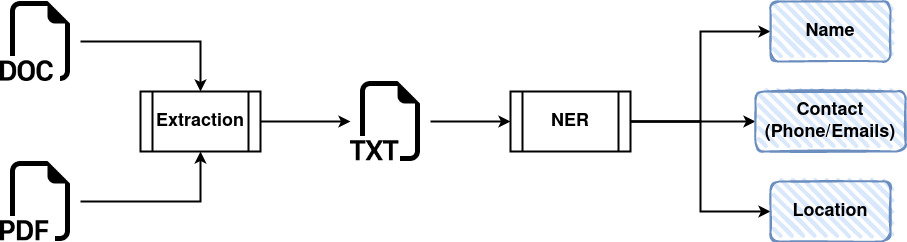 DOC
PDF
Extraction
TXT
NER
Name
Contact
(Phone/Emails)
Location